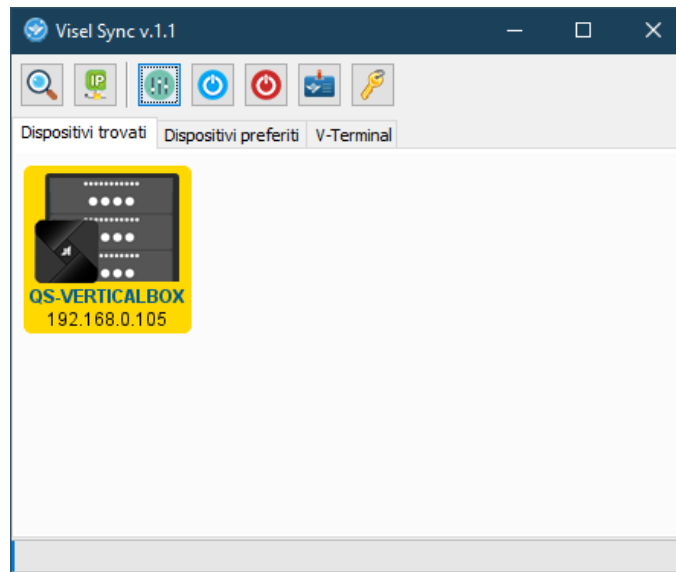 Visel Sync v.1.1
IP
Dispositivi trovati Dispositivi preferiti V-Terminal
QS-VERTICALBOX
192.168.0.105